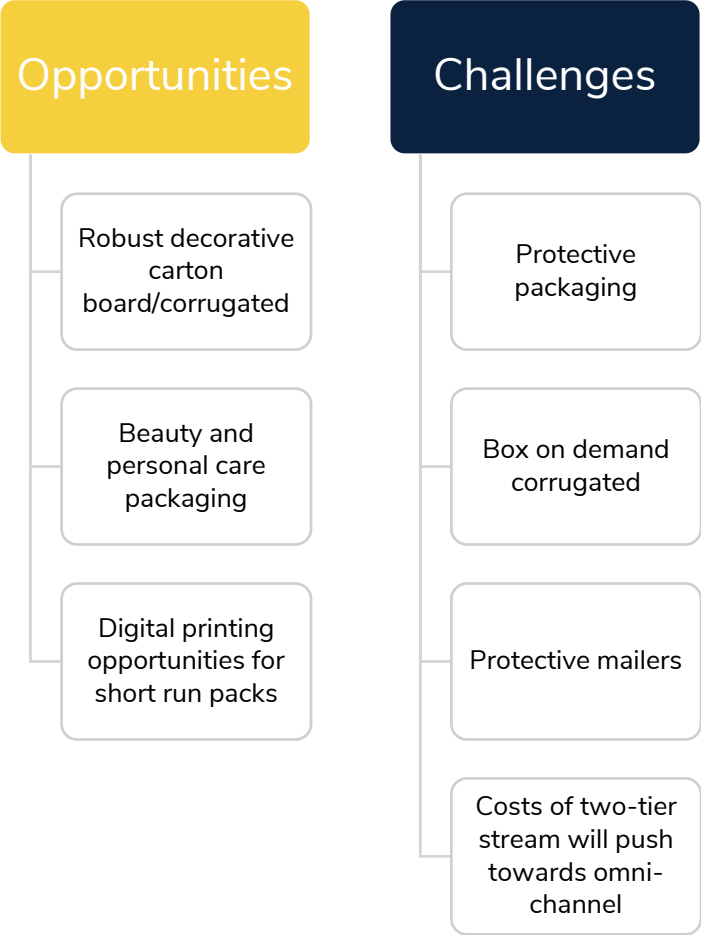 Opportunities
Robust decorative
carton
board/corrugated
Beauty and
personal care
packaging
Digital printing
opportunities for
short run packs
Challenges
Protective
packaging
Box on demand
corrugated
Protective mailers
Costs of two-tier
stream will push
towards omni-
channel